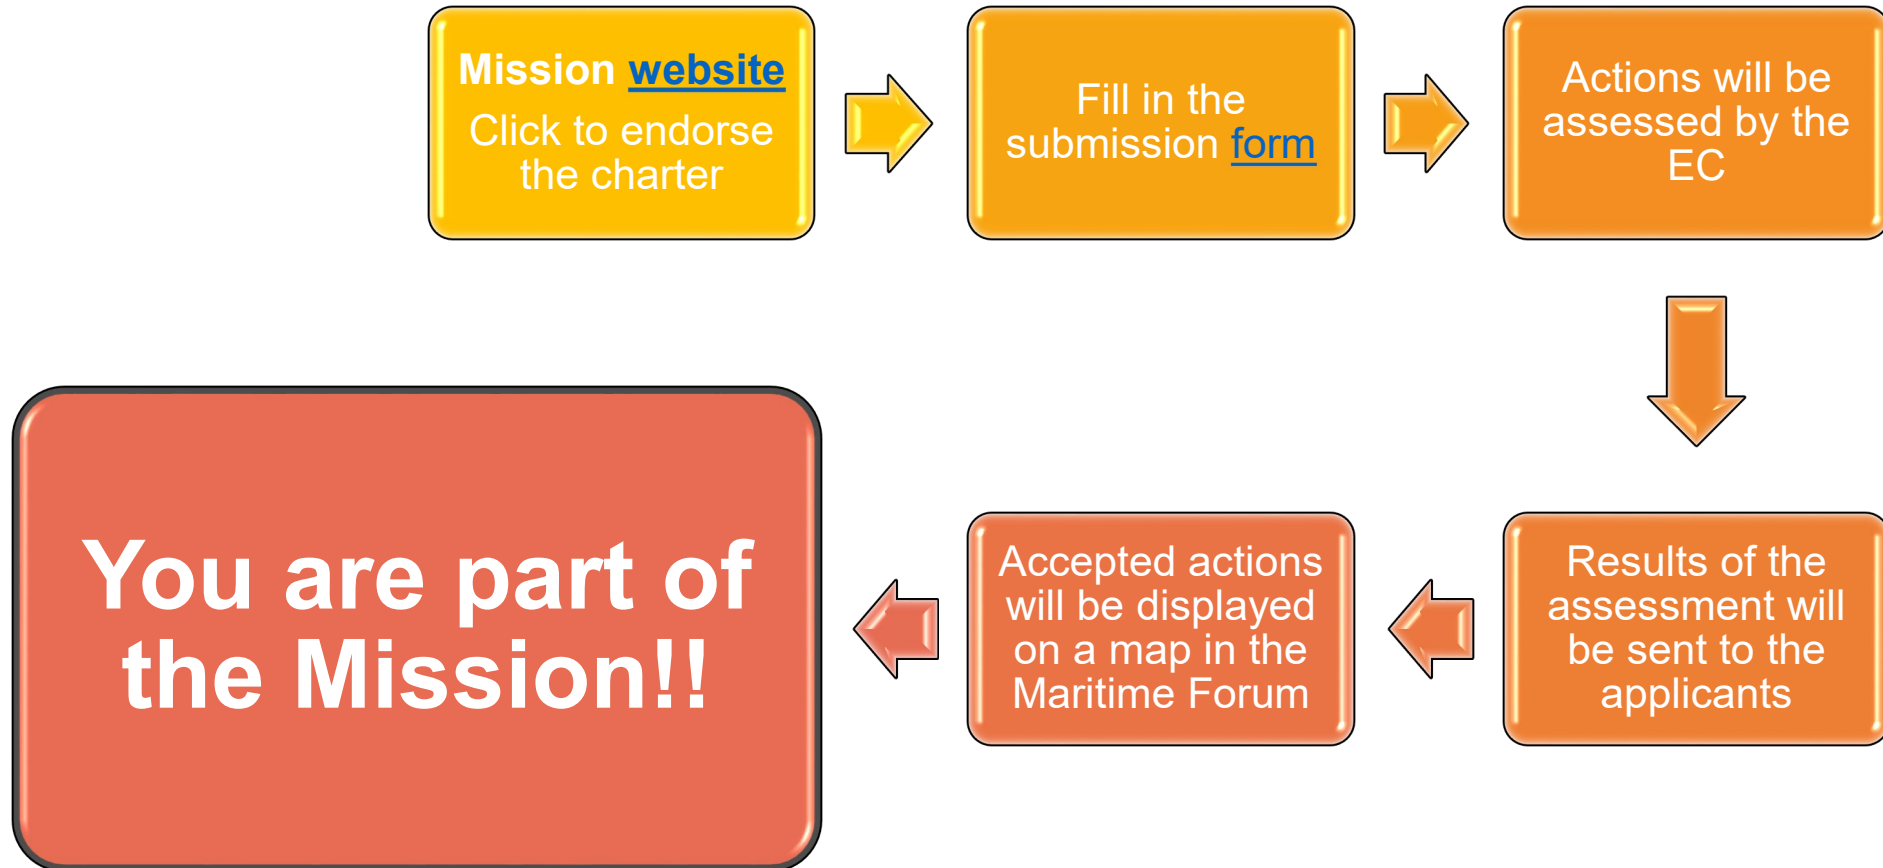 Mission website
Click to endorse
the charter
Fill in the
submission form
Actions will be
assessed by the
EC
Results of the
assessment will
be sent to the
applicants
Accepted actions
will be displayed
on a map in the
Maritime Forum
You are part of
the Mission!!